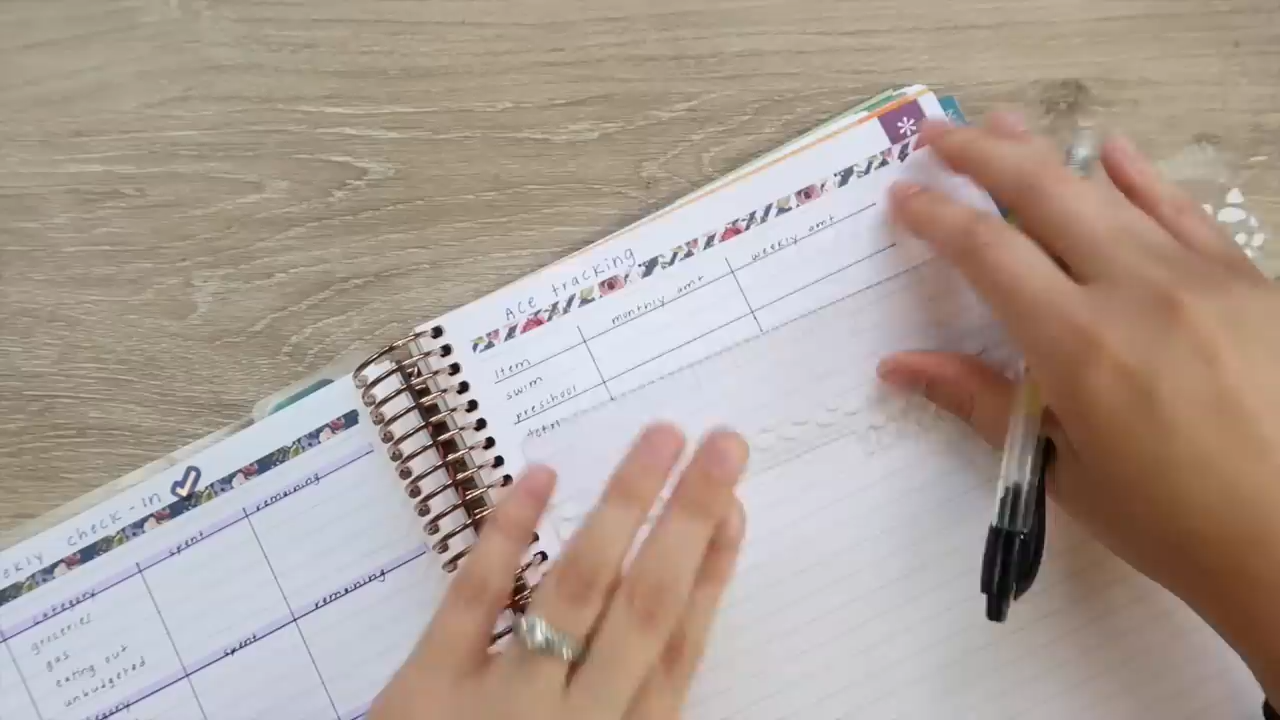 weekly check-in
category spent remaining
groceries
gas
eating out
unbudgeted
spent remaining
ACE tracking
item monthly amt weekly amt
swim
preschool